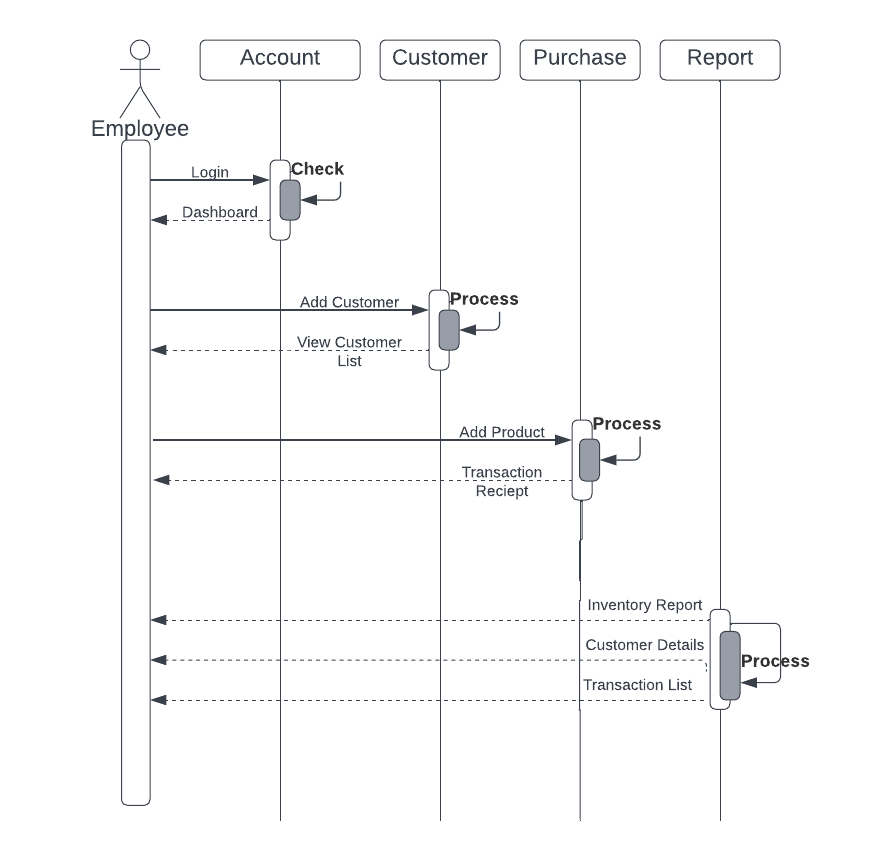 Account
Customer
Purchase
Report
Employee
Check
Login
Dashboard
Process
Add Customer
View Customer
List
Process
Add Product
Transaction
Reciept
Inventory Report
Customer Details
Process
Transaction List